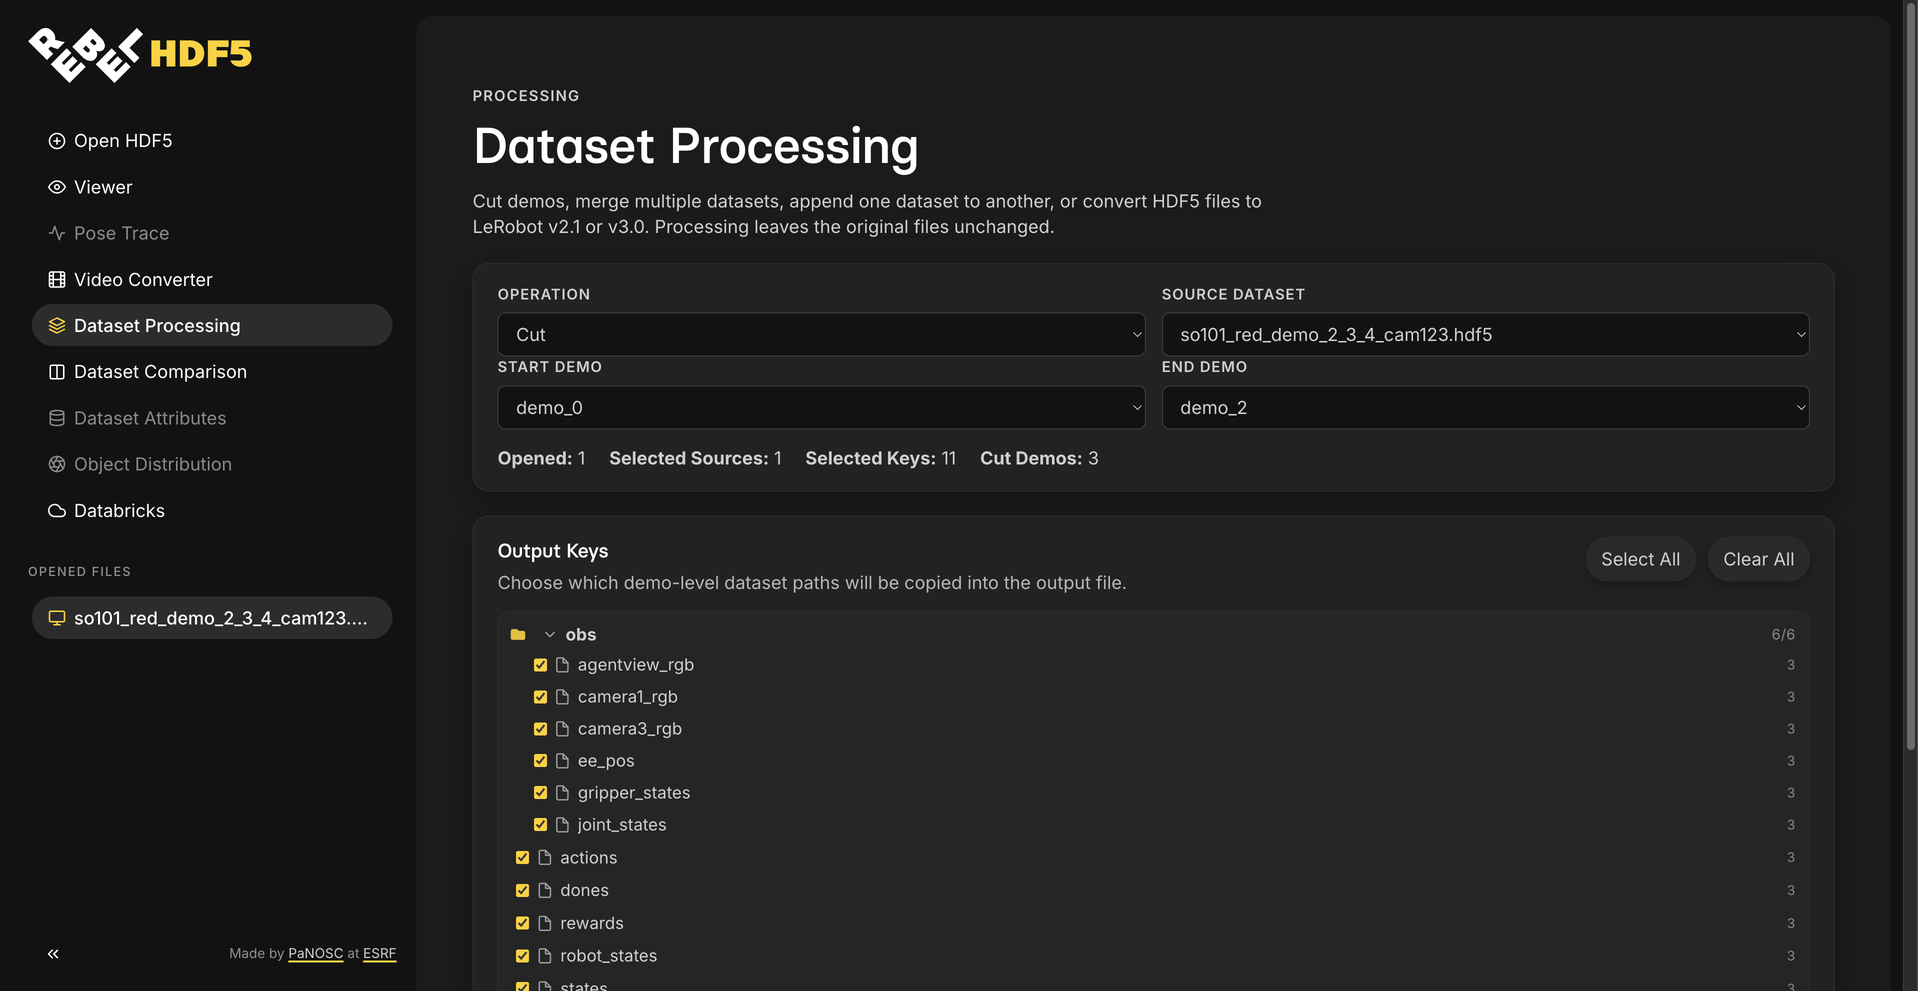 REBEL HDF5
Open HDF5
Viewer
Pose Trace
Video Converter
Dataset Processing
Dataset Comparison
Dataset Attributes
Object Distribution
Databricks
OPENED FILES
so101_red_demo_2_3_4_cam123....
Made by PaNOSC at ESRF
PROCESSING
Dataset Processing
Cut demos, merge multiple datasets, append one dataset to another, or convert HDF5 files to
LeRobot v2.1 or v3.0. Processing leaves the original files unchanged.
OPERATION
Cut
SOURCE DATASET
so101_red_demo_2_3_4_cam123.hdf5
START DEMO
demo_0
END DEMO
demo_2
Opened: 1 Selected Sources: 1 Selected Keys: 11 Cut Demos: 3
Output Keys
Choose which demo-level dataset paths will be copied into the output file.
Select All
Clear All
obs 6/6
agentview_rgb 3
camera1_rgb 3
camera3_rgb 3
ee_pos 3
gripper_states 3
joint_states 3
actions 3
dones 3
rewards 3
robot_states 3
states 3